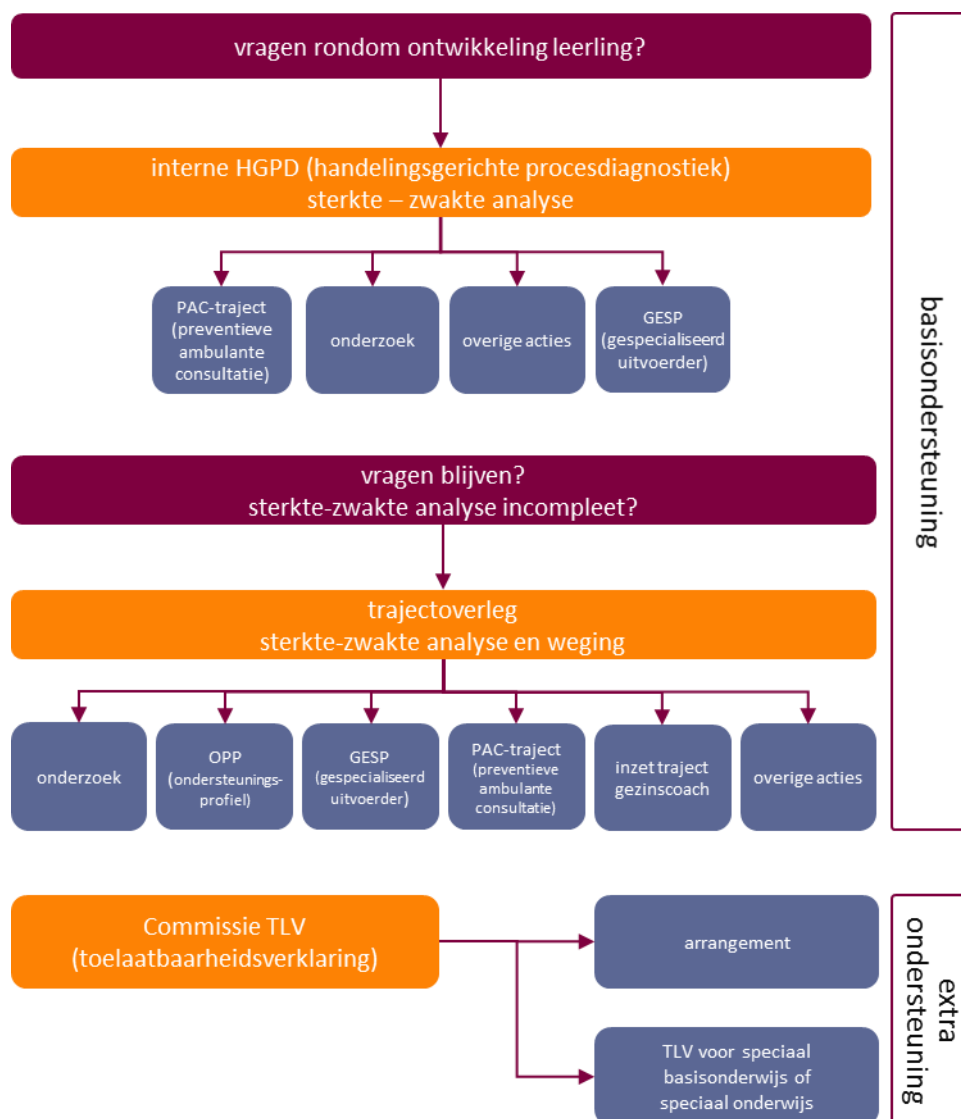 vragen rondom ontwikkeling leerling?
interne HGPD (handelingsgerichte procesdiagnostiek)
sterkte – zwakte analyse
PAC-traject
(preventieve
ambulante
consultatie)
onderzoek
overige acties
GESP
(gespecialiseerd
uitvoerder)
vragen blijven?
sterkte-zwakte analyse incompleet?
trajectoverleg
sterkte-zwakte analyse en weging
onderzoek
OPP
(ondersteunings-
profiel)
GESP
(gespecialiseerd
uitvoerder)
PAC-traject
(preventieve
ambulante
consultatie)
inzet traject
gezinscoach
overige acties
basisondersteuning
Commissie TLV
(toelaatbaarheidsverklaring)
arrangement
TLV voor speciaal
basisonderwijs of
speciaal onderwijs
extra
ondersteuning